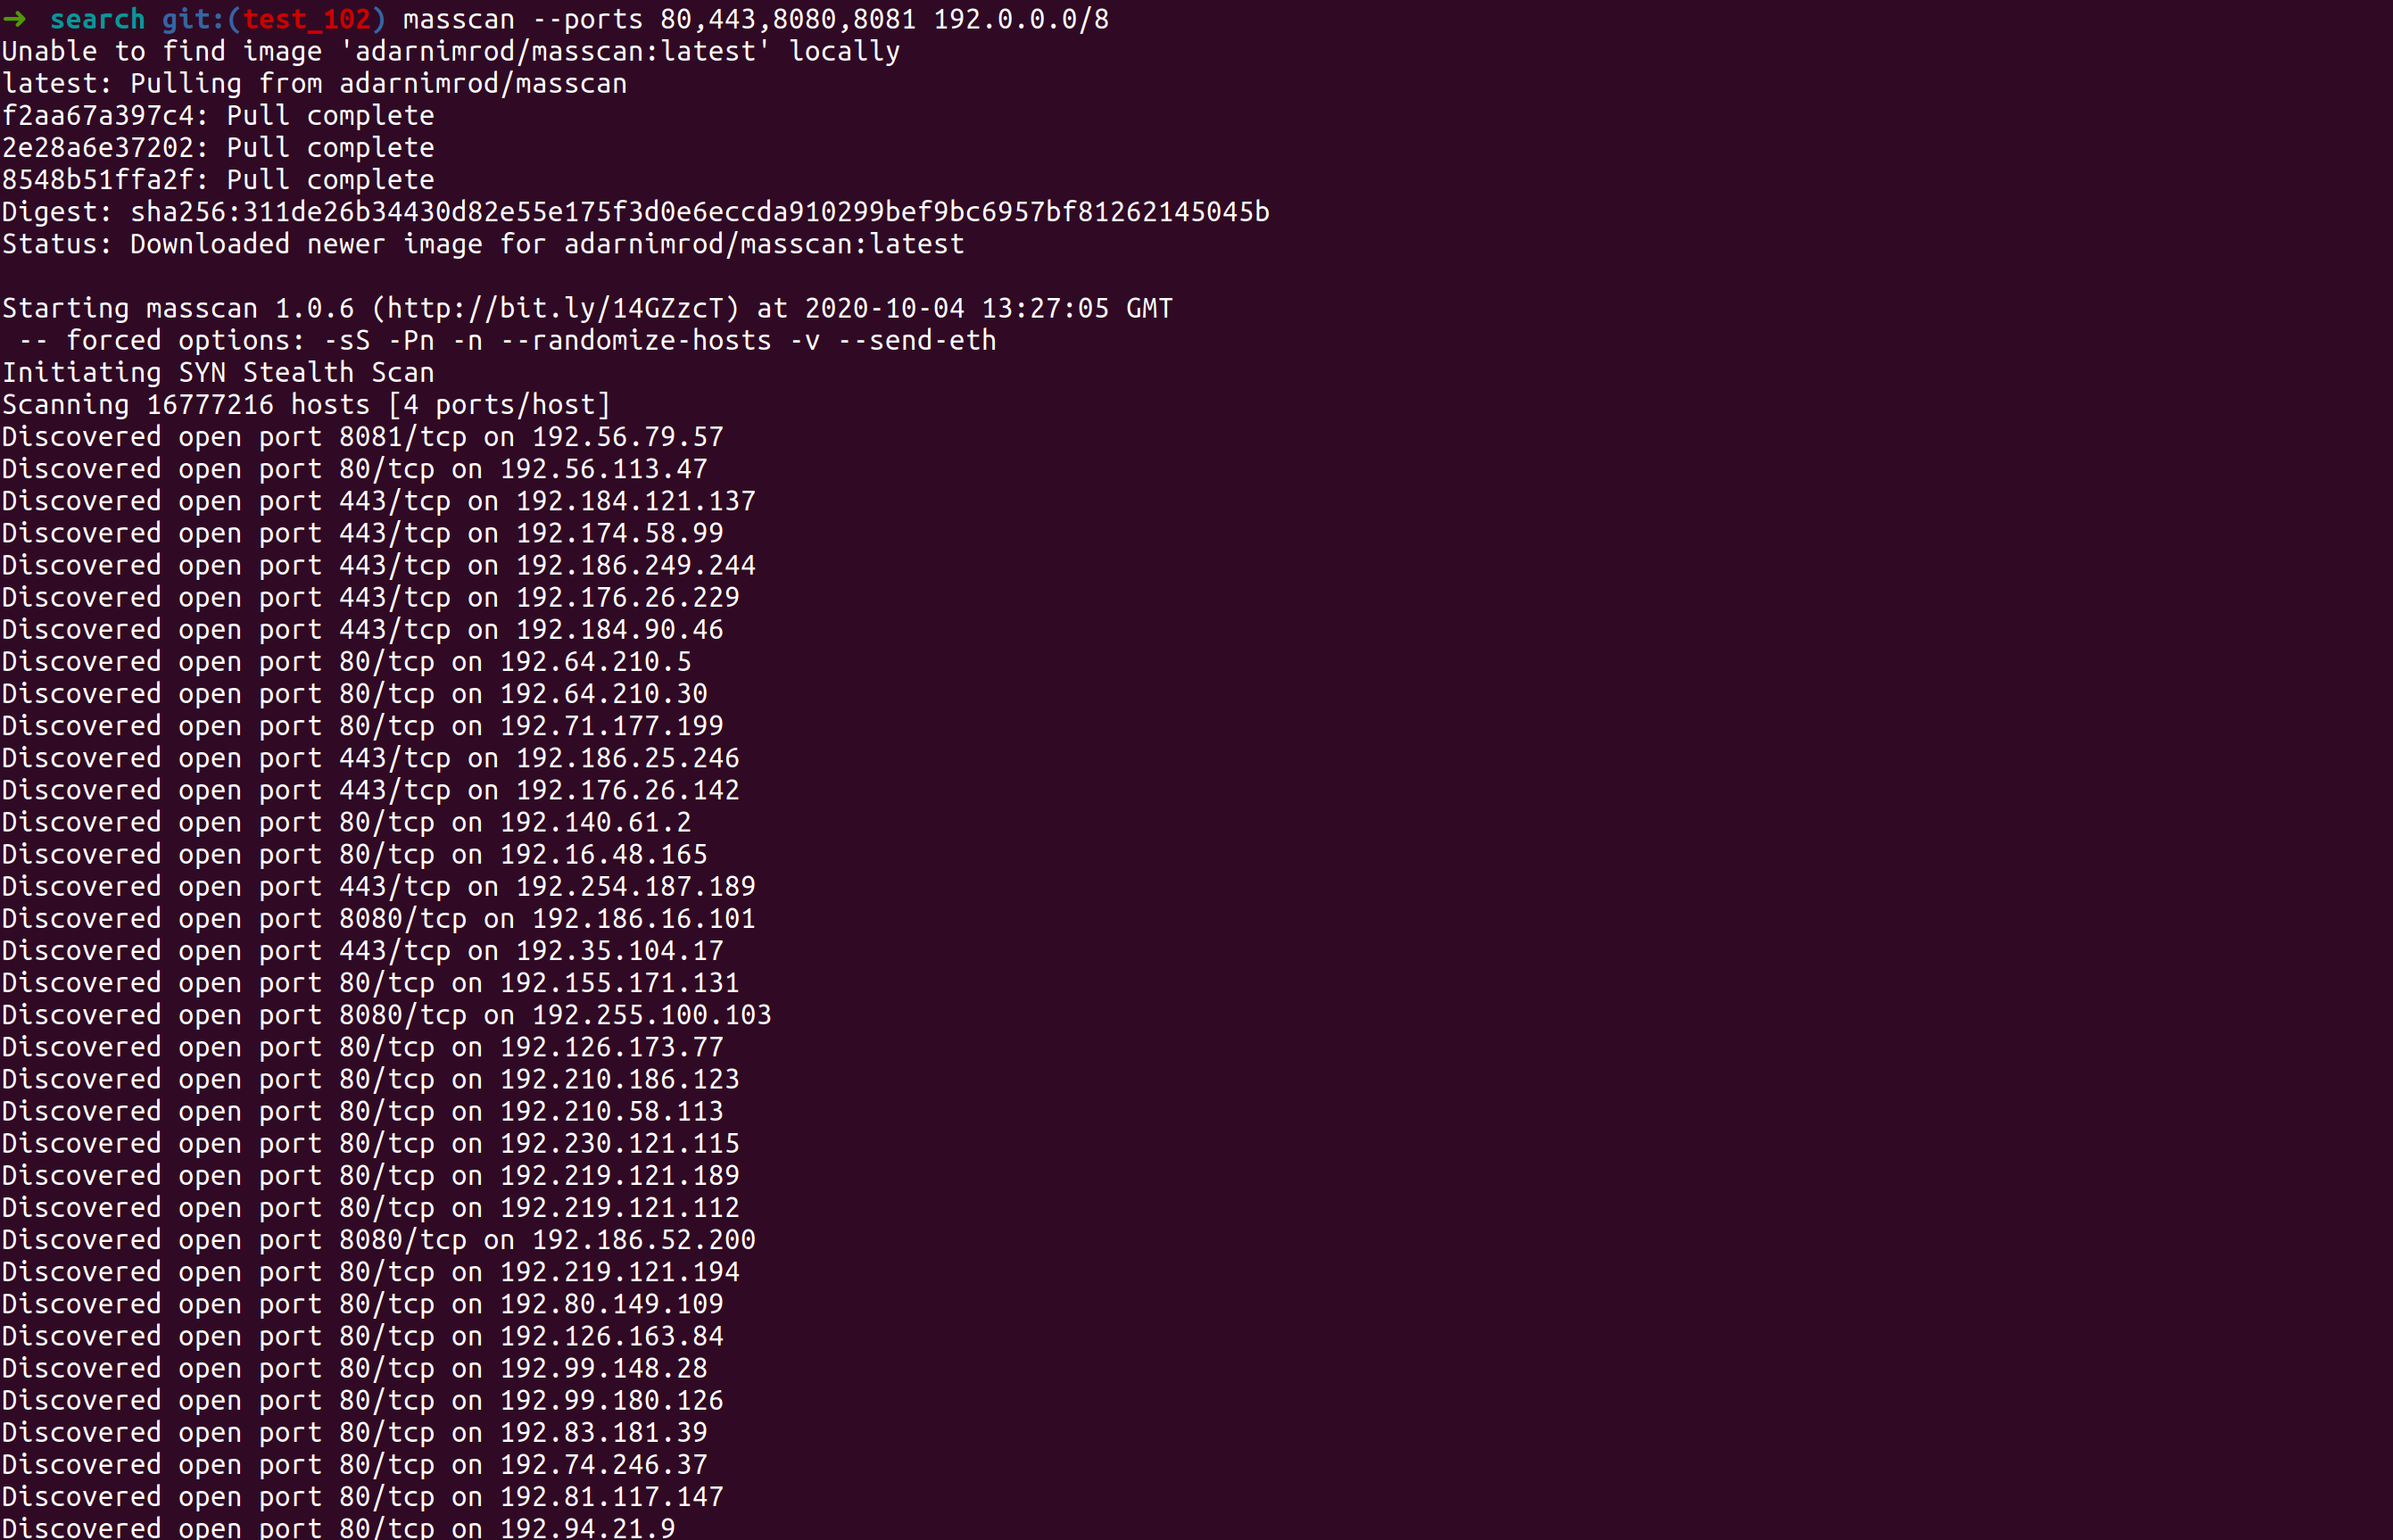 ➜  search git:(test_102) masscan --ports 80,443,8080,8081 192.0.0.0/8
Unable to find image 'adarnimrod/masscan:latest' locally
latest: Pulling from adarnimrod/masscan
f2aa67a397c4: Pull complete
2e28a6e37202: Pull complete
8548b51ffa2f: Pull complete
Digest: sha256:311de26b34430d82e55e175f3d0e6eccda910299bef9bc6957bf81262145045b
Status: Downloaded newer image for adarnimrod/masscan:latest

Starting masscan 1.0.6 (http://bit.ly/14GZzcT) at 2020-10-04 13:27:05 GMT
 -- forced options: -sS -Pn -n --randomize-hosts -v --send-eth
Initiating SYN Stealth Scan
Scanning 16777216 hosts [4 ports/host]
Discovered open port 8081/tcp on 192.56.79.57
Discovered open port 80/tcp on 192.56.113.47
Discovered open port 443/tcp on 192.184.121.137
Discovered open port 443/tcp on 192.174.58.99
Discovered open port 443/tcp on 192.186.249.244
Discovered open port 443/tcp on 192.176.26.229
Discovered open port 443/tcp on 192.184.90.46
Discovered open port 80/tcp on 192.64.210.5
Discovered open port 80/tcp on 192.64.210.30
Discovered open port 80/tcp on 192.71.177.199
Discovered open port 443/tcp on 192.186.25.246
Discovered open port 443/tcp on 192.176.26.142
Discovered open port 80/tcp on 192.140.61.2
Discovered open port 80/tcp on 192.16.48.165
Discovered open port 443/tcp on 192.254.187.189
Discovered open port 8080/tcp on 192.186.16.101
Discovered open port 443/tcp on 192.35.104.17
Discovered open port 80/tcp on 192.155.171.131
Discovered open port 8080/tcp on 192.255.100.103
Discovered open port 80/tcp on 192.126.173.77
Discovered open port 80/tcp on 192.210.186.123
Discovered open port 80/tcp on 192.210.58.113
Discovered open port 80/tcp on 192.230.121.115
Discovered open port 80/tcp on 192.219.121.189
Discovered open port 80/tcp on 192.219.121.112
Discovered open port 8080/tcp on 192.186.52.200
Discovered open port 80/tcp on 192.219.121.194
Discovered open port 80/tcp on 192.80.149.109
Discovered open port 80/tcp on 192.126.163.84
Discovered open port 80/tcp on 192.99.148.28
Discovered open port 80/tcp on 192.99.180.126
Discovered open port 80/tcp on 192.83.181.39
Discovered open port 80/tcp on 192.74.246.37
Discovered open port 80/tcp on 192.81.117.147
Discovered open port 80/tcp on 192.94.21.9